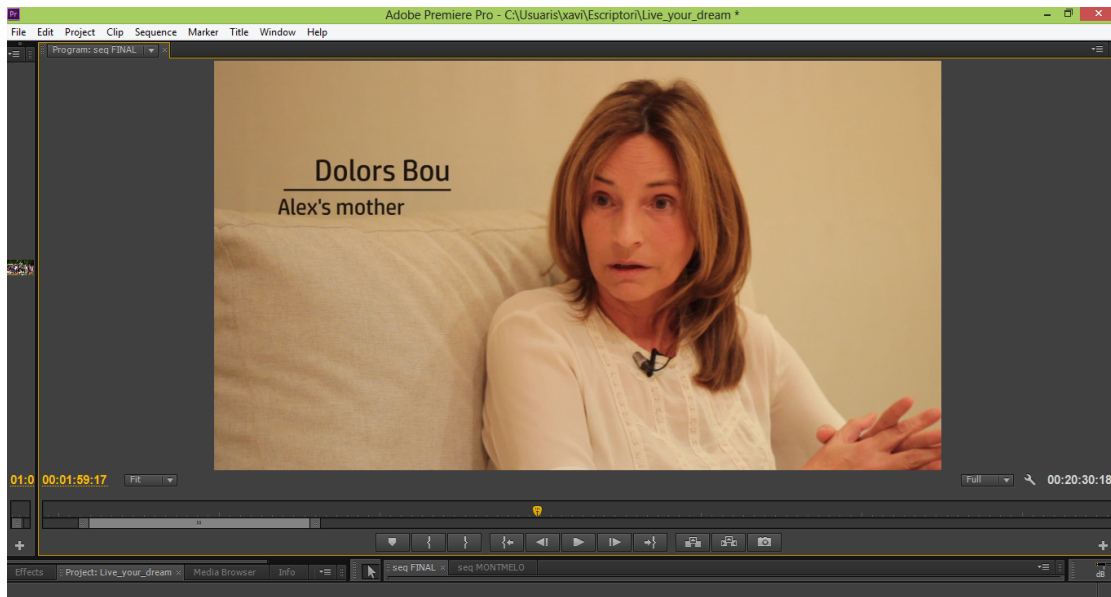 Pr
Adobe Premiere Pro - C:\Usuaris\xavi\Escriptori\Live_your_dream *
File Edit Project Clip Sequence Marker Title Window Help
Program: seq FINAL
Dolors Bou
Alex's mother
01:0 00:01:59:17 Fit Full 00:20:30:18
Effects Project: Live_your_dream Media Browser Info seq FINAL seq MONTMELO dB